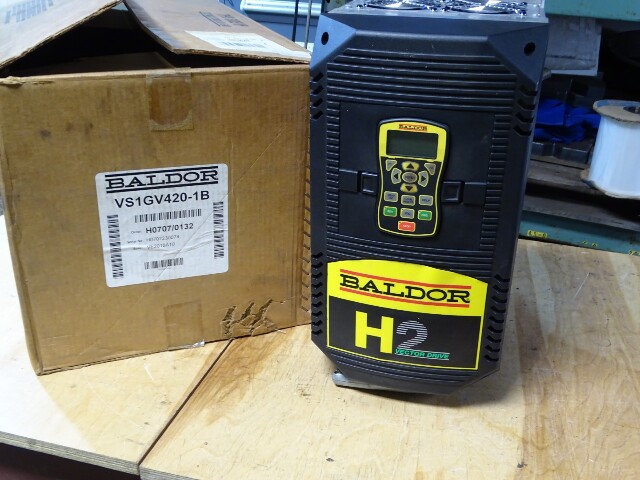 BALDOR
VS1GV420-1B
H0707/0132
BALDOR
BALDOR
H2
VECTOR DRIVE